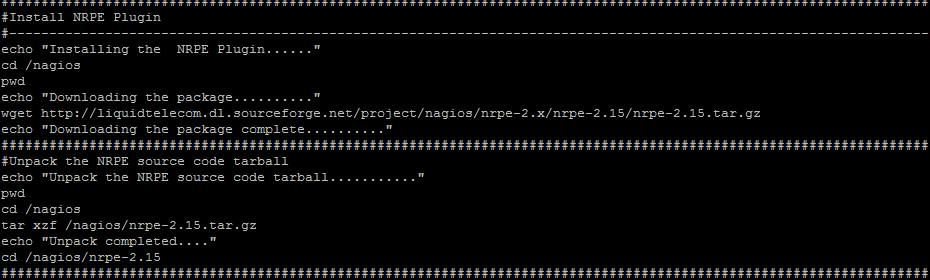 ####################################################################################################################
#Install NRPE Plugin
#-------------------------------------------------------------------------------------------------------------------
echo "Installing the  NRPE Plugin......"
cd /nagios
pwd
echo "Downloading the package.........."
wget http://liquidtelecom.dl.sourceforge.net/project/nagios/nrpe-2.x/nrpe-2.15/nrpe-2.15.tar.gz
echo "Downloading the package complete.........."
####################################################################################################################
#Unpack the NRPE source code tarball
echo "Unpack the NRPE source code tarball..........."
pwd
cd /nagios
tar xzf /nagios/nrpe-2.15.tar.gz
echo "Unpack completed...."
cd /nagios/nrpe-2.15
####################################################################################################################